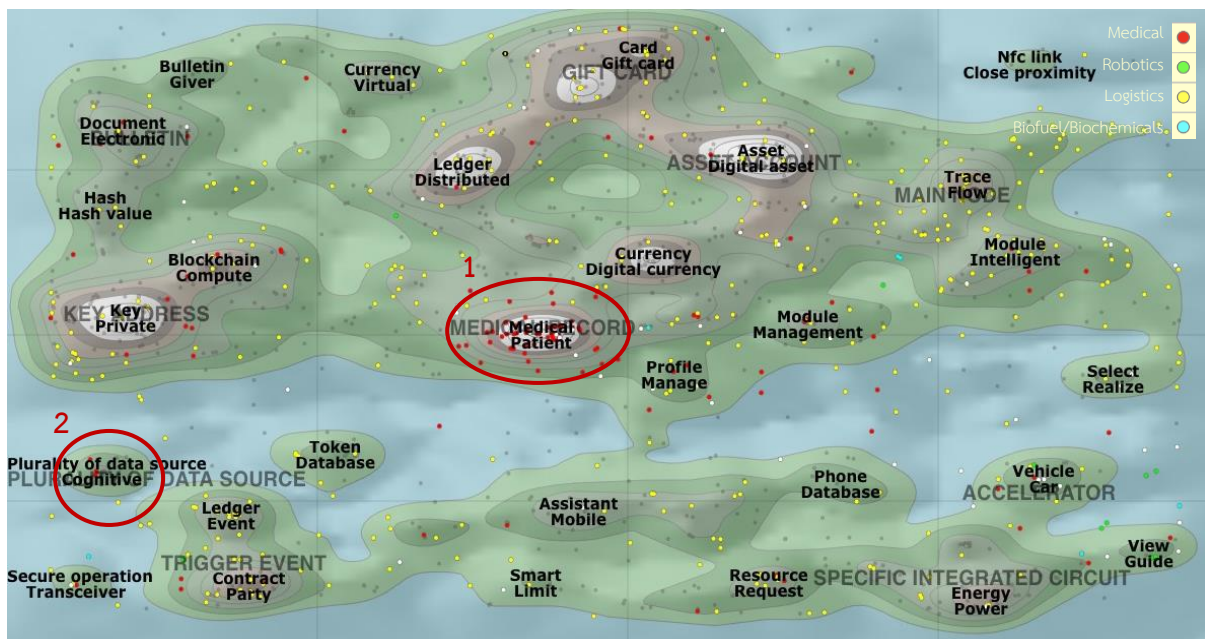 Card
Gift card
GIFT CARD
Medical
Robotics
Logistics
Biofuel/Biochemicals
Bulletin
Giver
Currency
Virtual
Nfc link
Close proximity
Document
Electronic
BULLETIN
Ledger
Distributed
Asset
Digital asset
ASSET ACCOUNT
Trace
Flow
MAIN NODE
Hash
Hash value
Blockchain
Compute
Currency
Digital currency
Module
Intelligent
1
Key
Private
KEY ADDRESS
Medical
Patient
MEDICAL RECORD
Module
Management
Profile
Manage
Select
Realize
2
Plurality of data source
Cognitive
PLURALITY OF DATA SOURCE
Token
Database
Phone
Database
Vehicle
Car
ACCELERATOR
Ledger
Event
Assistant
Mobile
TRIGGER EVENT
View
Guide
Secure operation
Transceiver
Contract
Party
Smart
Limit
Resource
Request
SPECIFIC INTEGRATED CIRCUIT
Energy
Power